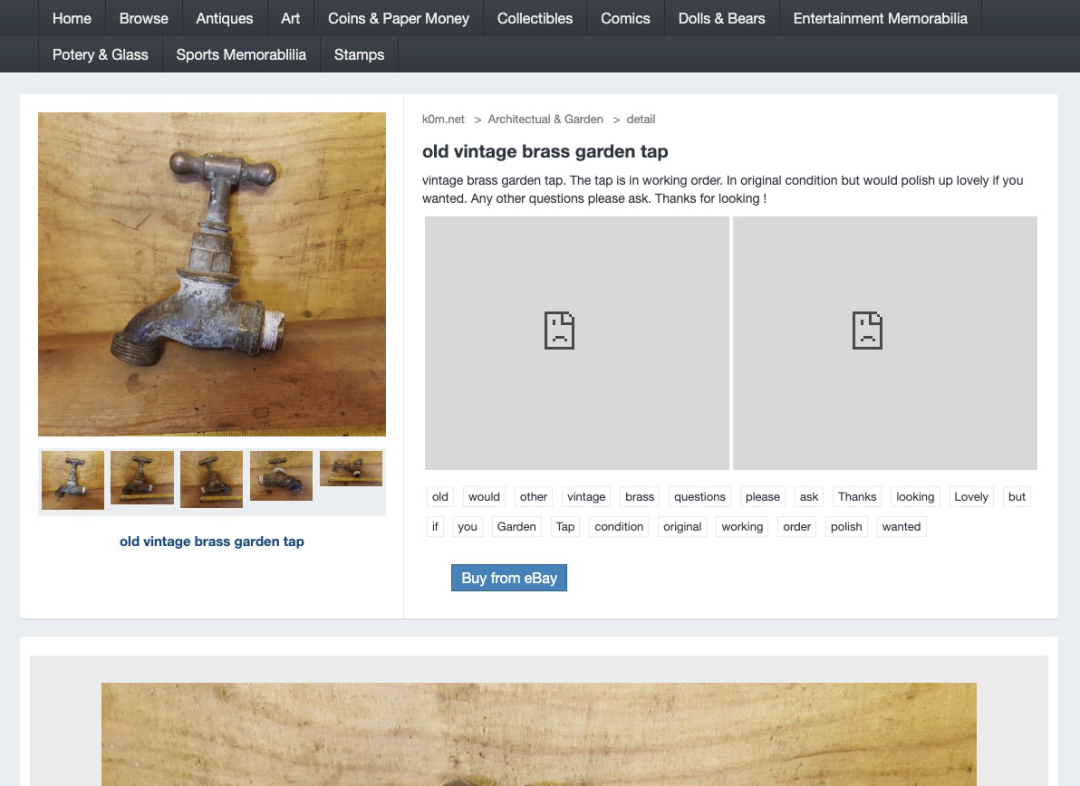 Home Browse Antiques Art Coins & Paper Money Collectibles Comics Dolls & Bears Entertainment Memorabilia
Potery & Glass Sports Memorablilia Stamps
k0m.net > Architectual & Garden > detail
old vintage brass garden tap
vintage brass garden tap. The tap is in working order. In original condition but would polish up lovely if you
wanted. Any other questions please ask. Thanks for looking !
old would other vintage brass questions please ask Thanks looking Lovely but
if you Garden Tap condition original working order polish wanted
old vintage brass garden tap
Buy from eBay